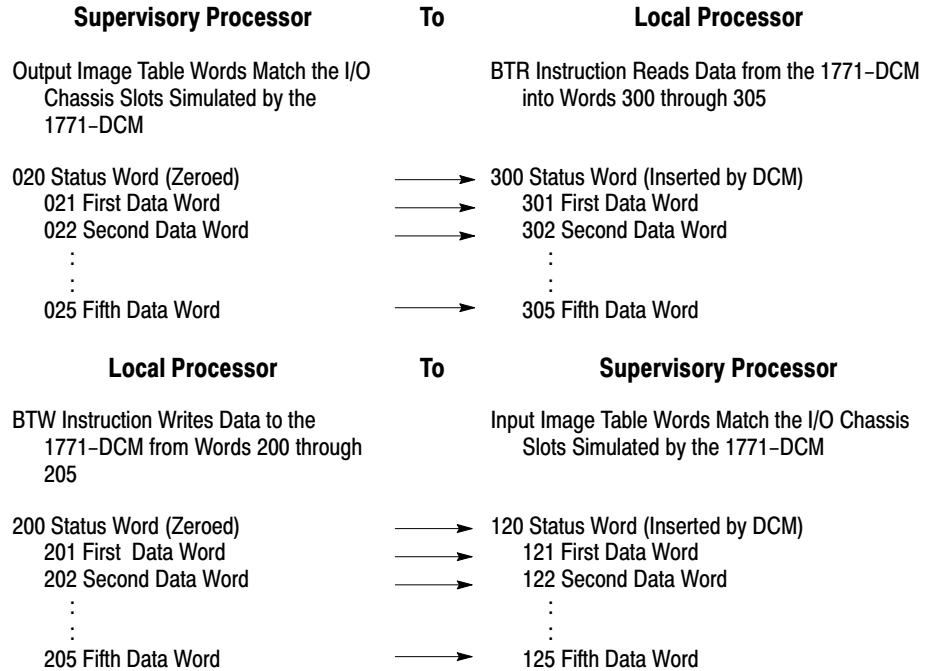 Supervisory Processor To Local Processor
Output Image Table Words Match the I/O
Chassis Slots Simulated by the
1771–DCM
BTR Instruction Reads Data from the 1771–DCM
into Words 300 through 305
020 Status Word (Zeroed) 300 Status Word (Inserted by DCM)
021 First Data Word 301 First Data Word
022 Second Data Word 302 Second Data Word
: :
: :
025 Fifth Data Word 305 Fifth Data Word
Local Processor To Supervisory Processor
BTW Instruction Writes Data to the
1771–DCM from Words 200 through
205
Input Image Table Words Match the I/O Chassis
Slots Simulated by the 1771–DCM
200 Status Word (Zeroed) 120 Status Word (Inserted by DCM)
201 First Data Word 121 First Data Word
202 Second Data Word 122 Second Data Word
: :
: :
205 Fifth Data Word 125 Fifth Data Word